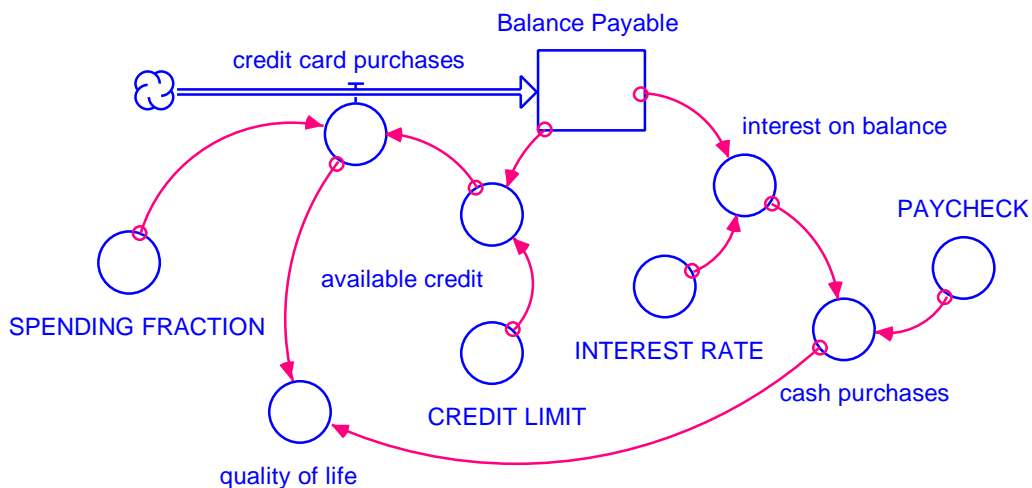 Balance Payable
credit card purchases
interest on balance
PAYCHECK
available credit
SPENDING FRACTION
INTEREST RATE
cash purchases
CREDIT LIMIT
quality of life